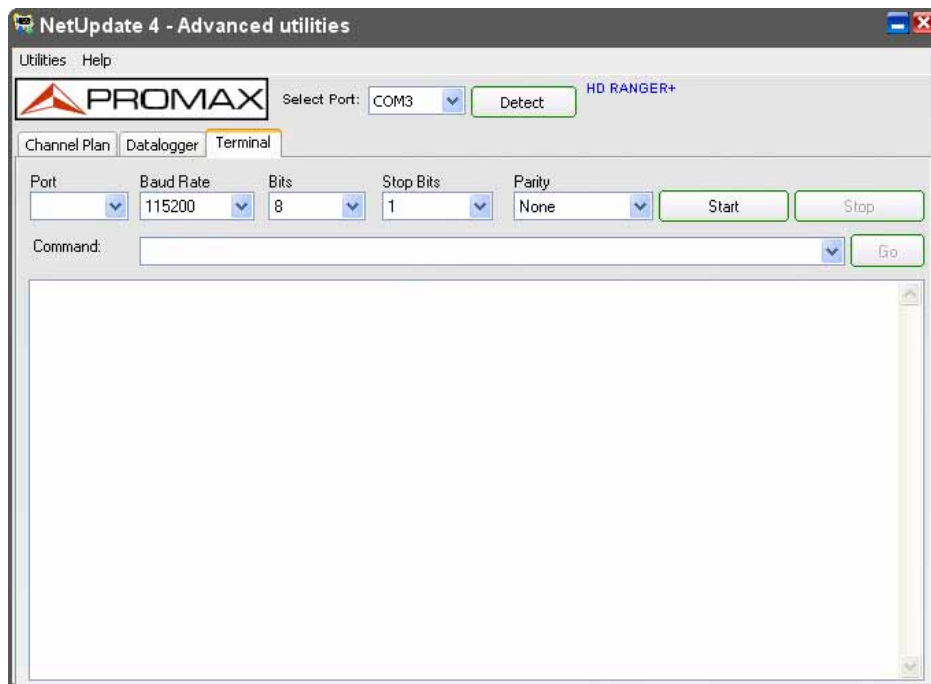 NetUpdate 4 - Advanced utilities
Utilities Help
PROMAX Select Port: COM3 Detect HD RANGER+
Channel Plan Datalogger Terminal
Port Baud Rate Bits Stop Bits Parity
115200 8 1 None Start Stop
Command: Go